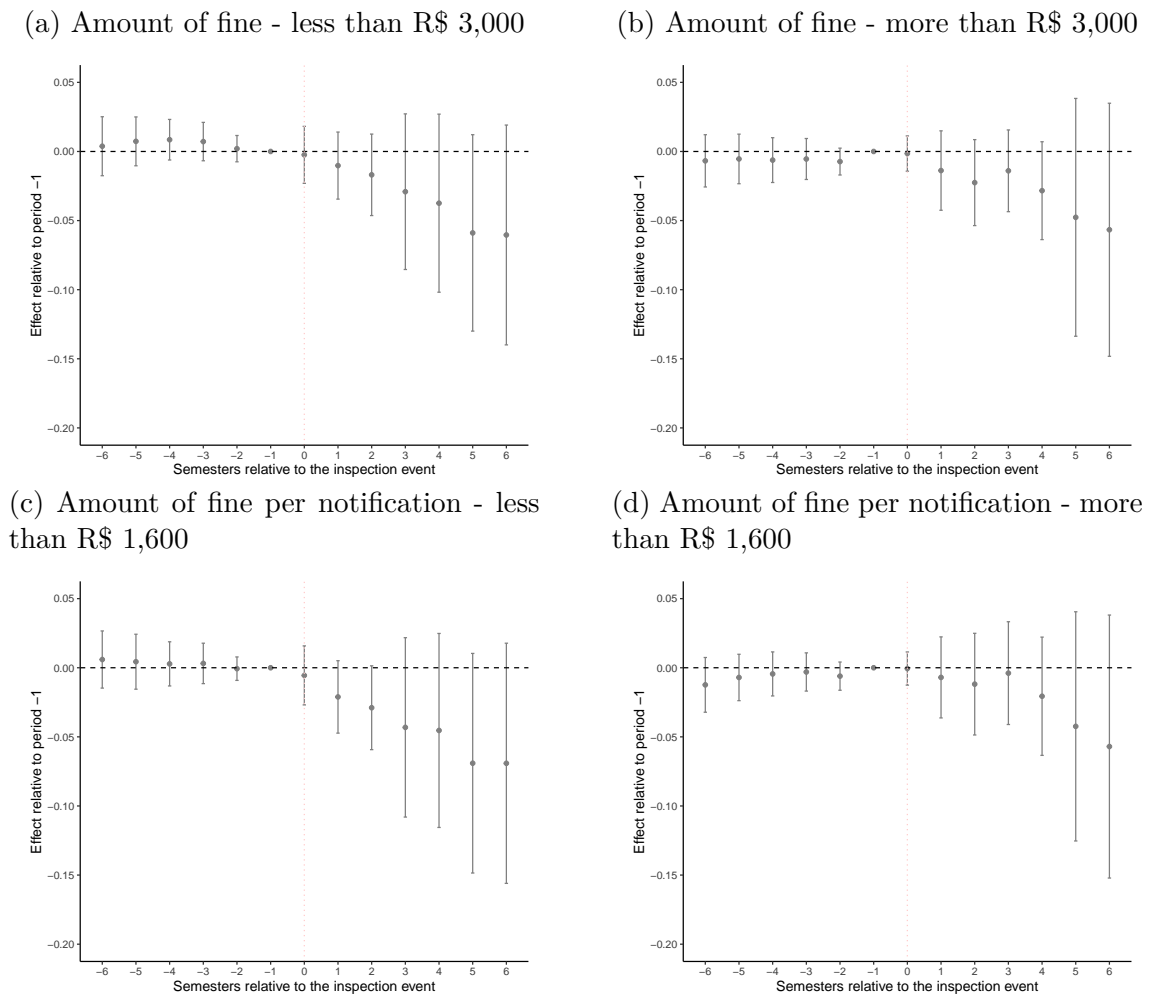 (a) Amount of fine - less than R$ 3,000
0.05
0.00
−0.05
−0.10
−0.15
−0.20
Effect relative to period −1
−6 −5 −4 −3 −2 −1 0 1 2 3 4 5 6
Semesters relative to the inspection event
(b) Amount of fine - more than R$ 3,000
0.05
0.00
−0.05
−0.10
−0.15
−0.20
Effect relative to period −1
−6 −5 −4 −3 −2 −1 0 1 2 3 4 5 6
Semesters relative to the inspection event
(c) Amount of fine per notification - less
than R$ 1,600
0.05
0.00
−0.05
−0.10
−0.15
−0.20
Effect relative to period −1
−6 −5 −4 −3 −2 −1 0 1 2 3 4 5 6
Semesters relative to the inspection event
(d) Amount of fine per notification - more
than R$ 1,600
0.05
0.00
−0.05
−0.10
−0.15
−0.20
Effect relative to period −1
−6 −5 −4 −3 −2 −1 0 1 2 3 4 5 6
Semesters relative to the inspection event